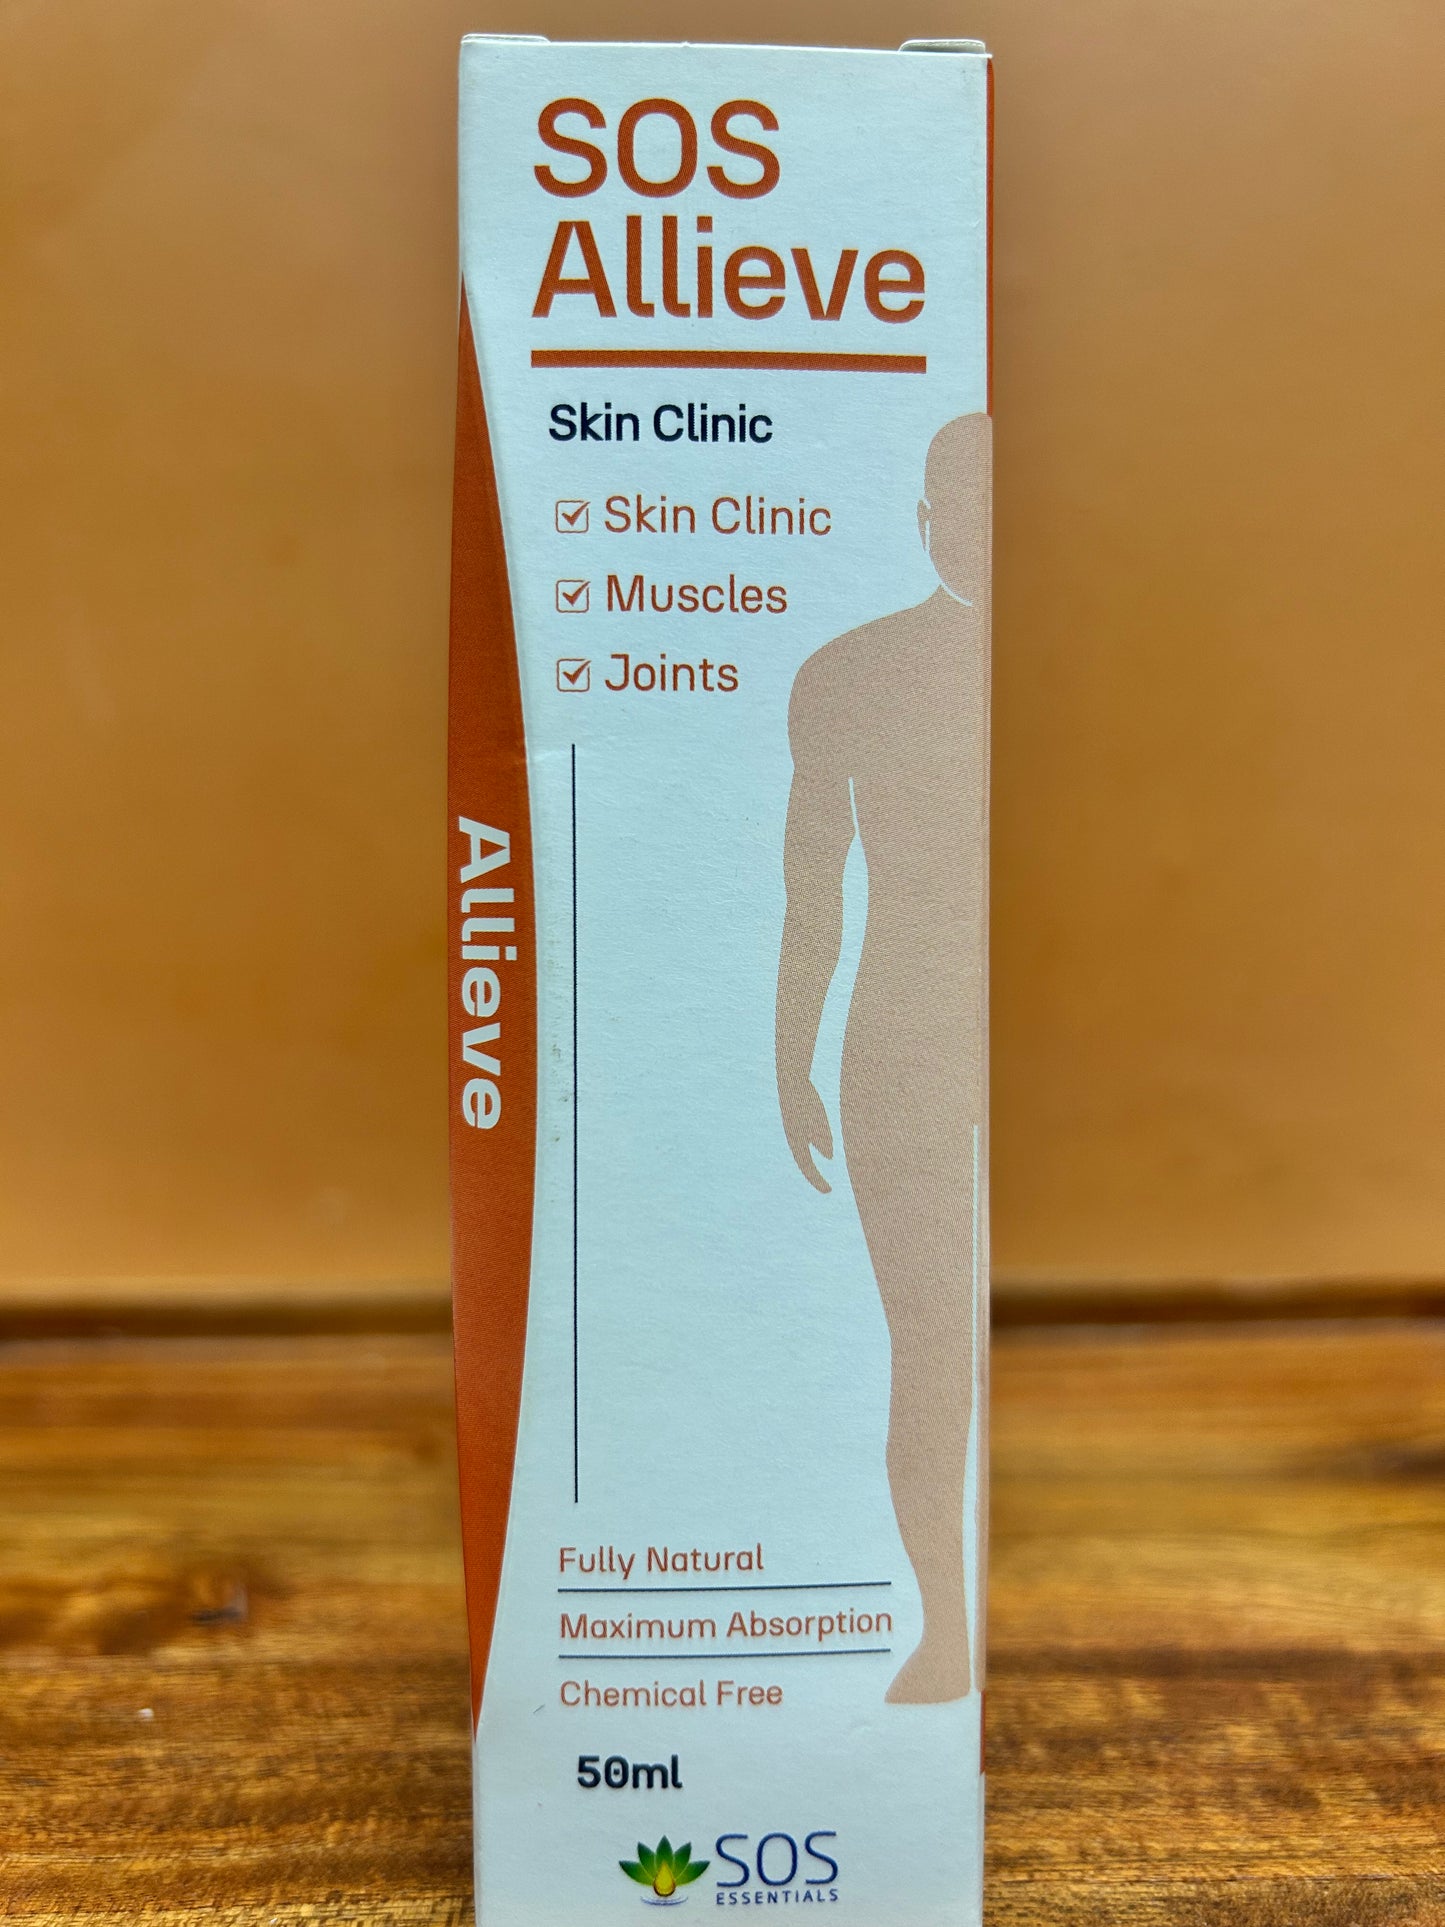 SOS
Allieve
Skin Clinic
Skin Clinic
Muscles
Joints
Allieve
Fully Natural
Maximum Absorption
Chemical Free
50ml
SOS
ESSENTIALS